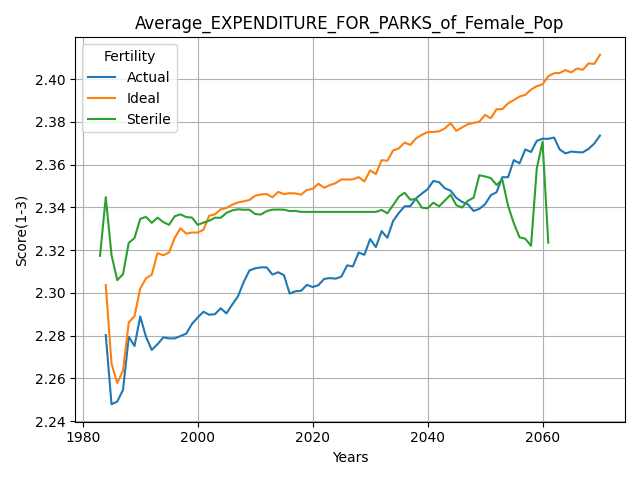 Average_EXPENDITURE_FOR_PARKS_of_Female_Pop
Fertility
Actual
Ideal
Sterile
Score(1-3)
2.40
2.38
2.36
2.34
2.32
2.30
2.28
2.26
2.24
1980
2000
2020
2040
2060
Years